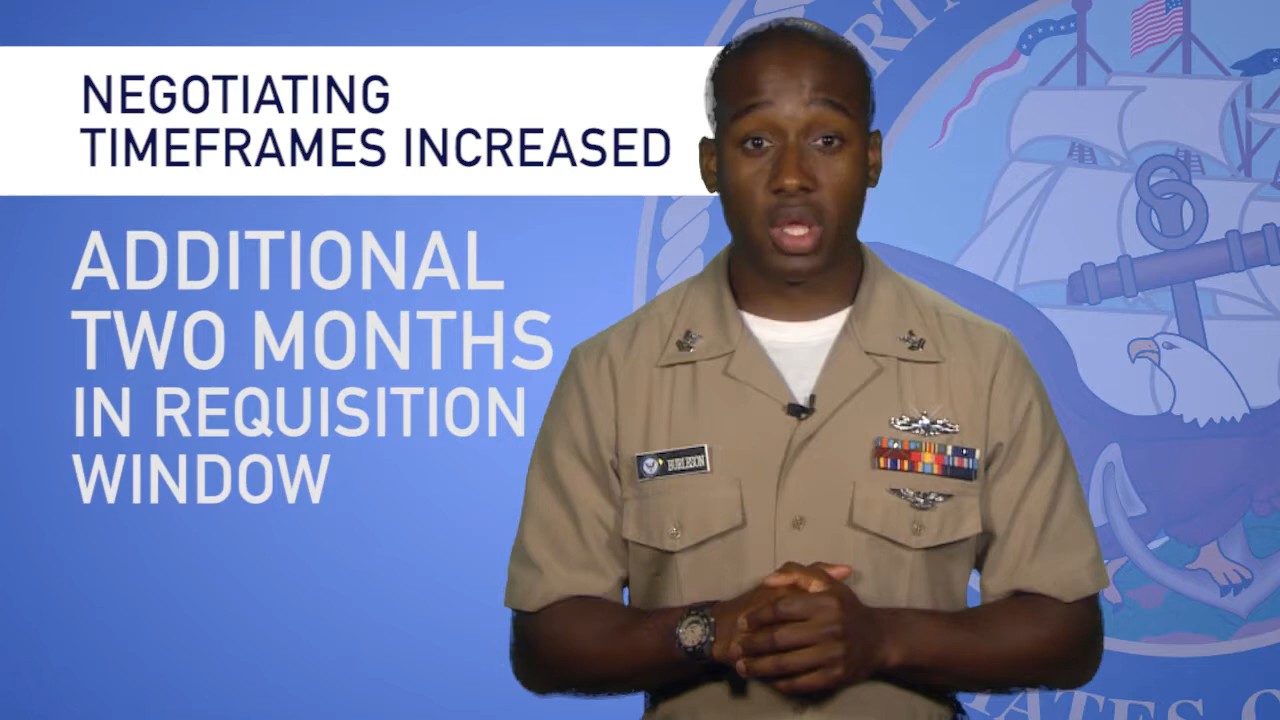 NEGOTIATING
TIMEFRAMES INCREASED
ADDITIONAL
TWO MONTHS
IN REQUISITION
WINDOW
BURLESON